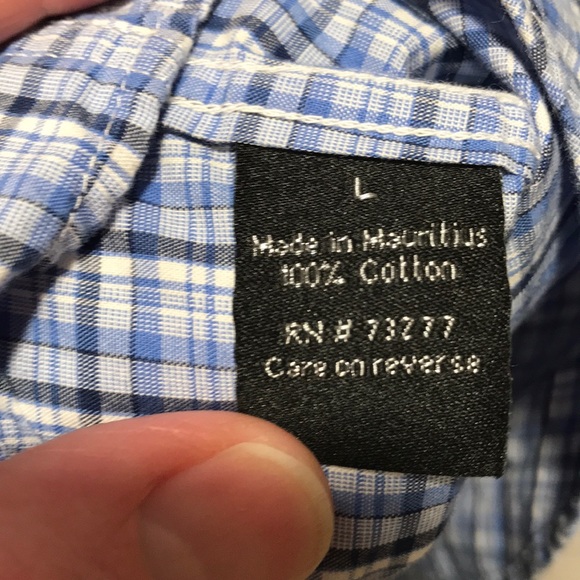 L
Made in Mauritius
100% Cotton
RN # 73277
Care on reverse